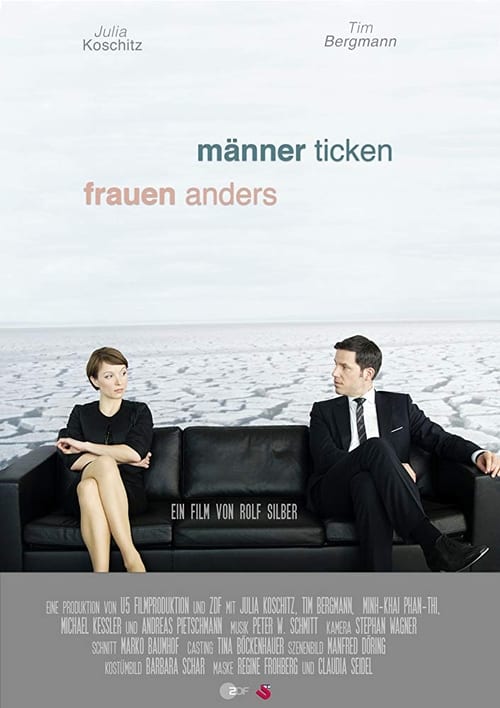 Julia
Koschitz
Tim
Bergmann
männer ticken
frauen anders
EIN FILM VON ROLF SILBER
EINE PRODUKTION VON U5 FILMPRODUKTION UND ZDF MIT JULIA KOSCHITZ, TIM BERGMANN, MINH-KHAI PHAN-THI,
MICHAEL KESSLER UND ANDREAS PIETSCHMANN MUSIK PETER W. SCHMITT KAMERA STEPHAN WAGNER
SCHNITT MARKO BAUMHOF CASTING TINA BÖCKENHAUER SZENENBILD MANFRED DÖRING
KOSTÜMBILD BARBARA SCHAR MASKE REGINE FROHBERG UND CLAUDIA SEIDEL
ZDF